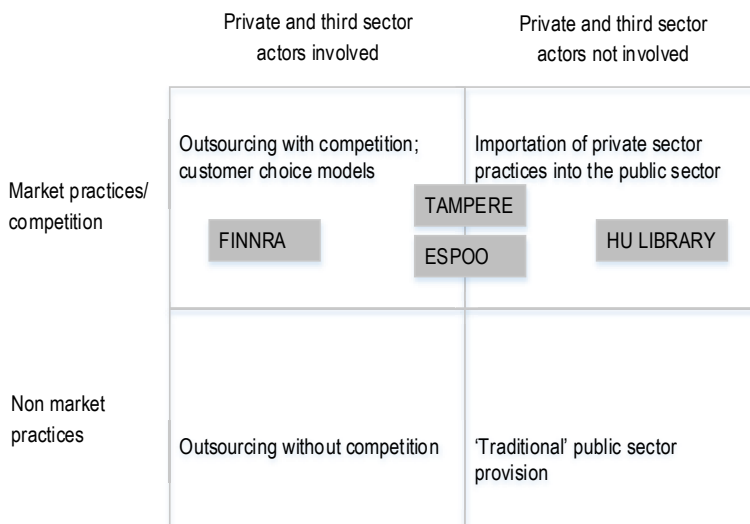 Private and third sector
actors involved
Private and third sector
actors not involved
Market practices/
competition
Outsourcing with competition;
customer choice models
Importation of private sector
practices into the public sector
TAMPERE
FINNRA
ESPOO
HU LIBRARY
Non market
practices
Outsourcing without competition
‘Traditional’ public sector
provision